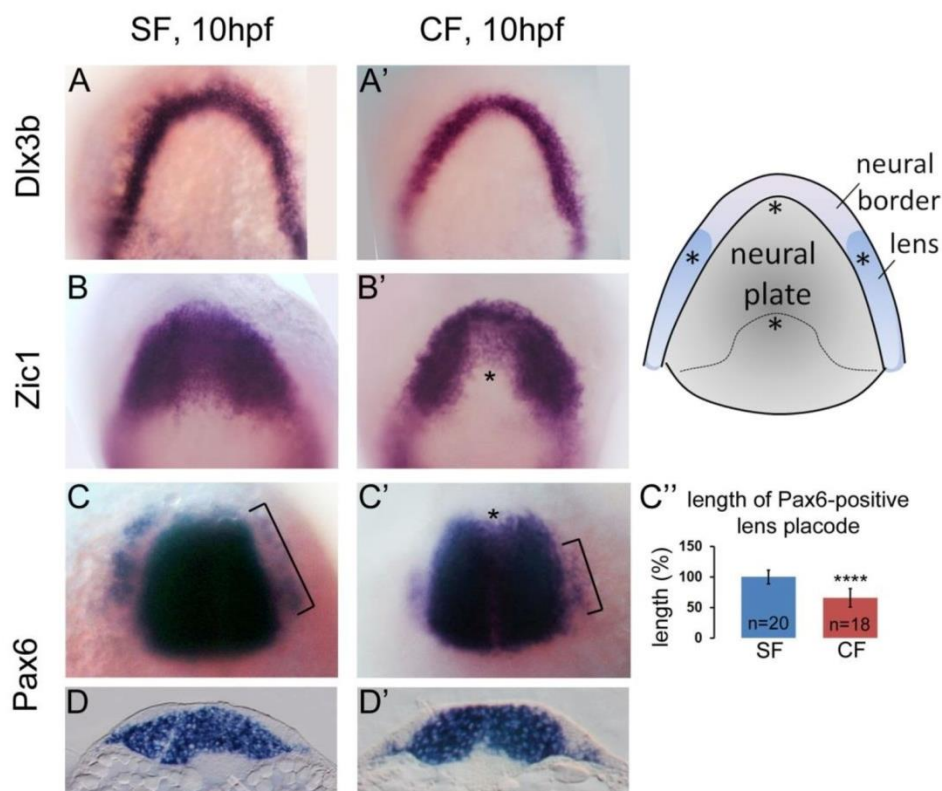 SF, 10hpf
CF, 10hpf
Dlx3b
A
A'
Zic1
B
B'
*
Pax6
C
C'
*
D
D'
neural
border
lens
*
*
*
neural
plate
*
C''
length of Pax6-positive
lens placode
length (%)
150
100
50
0
****
n=20
n=18
SF
CF